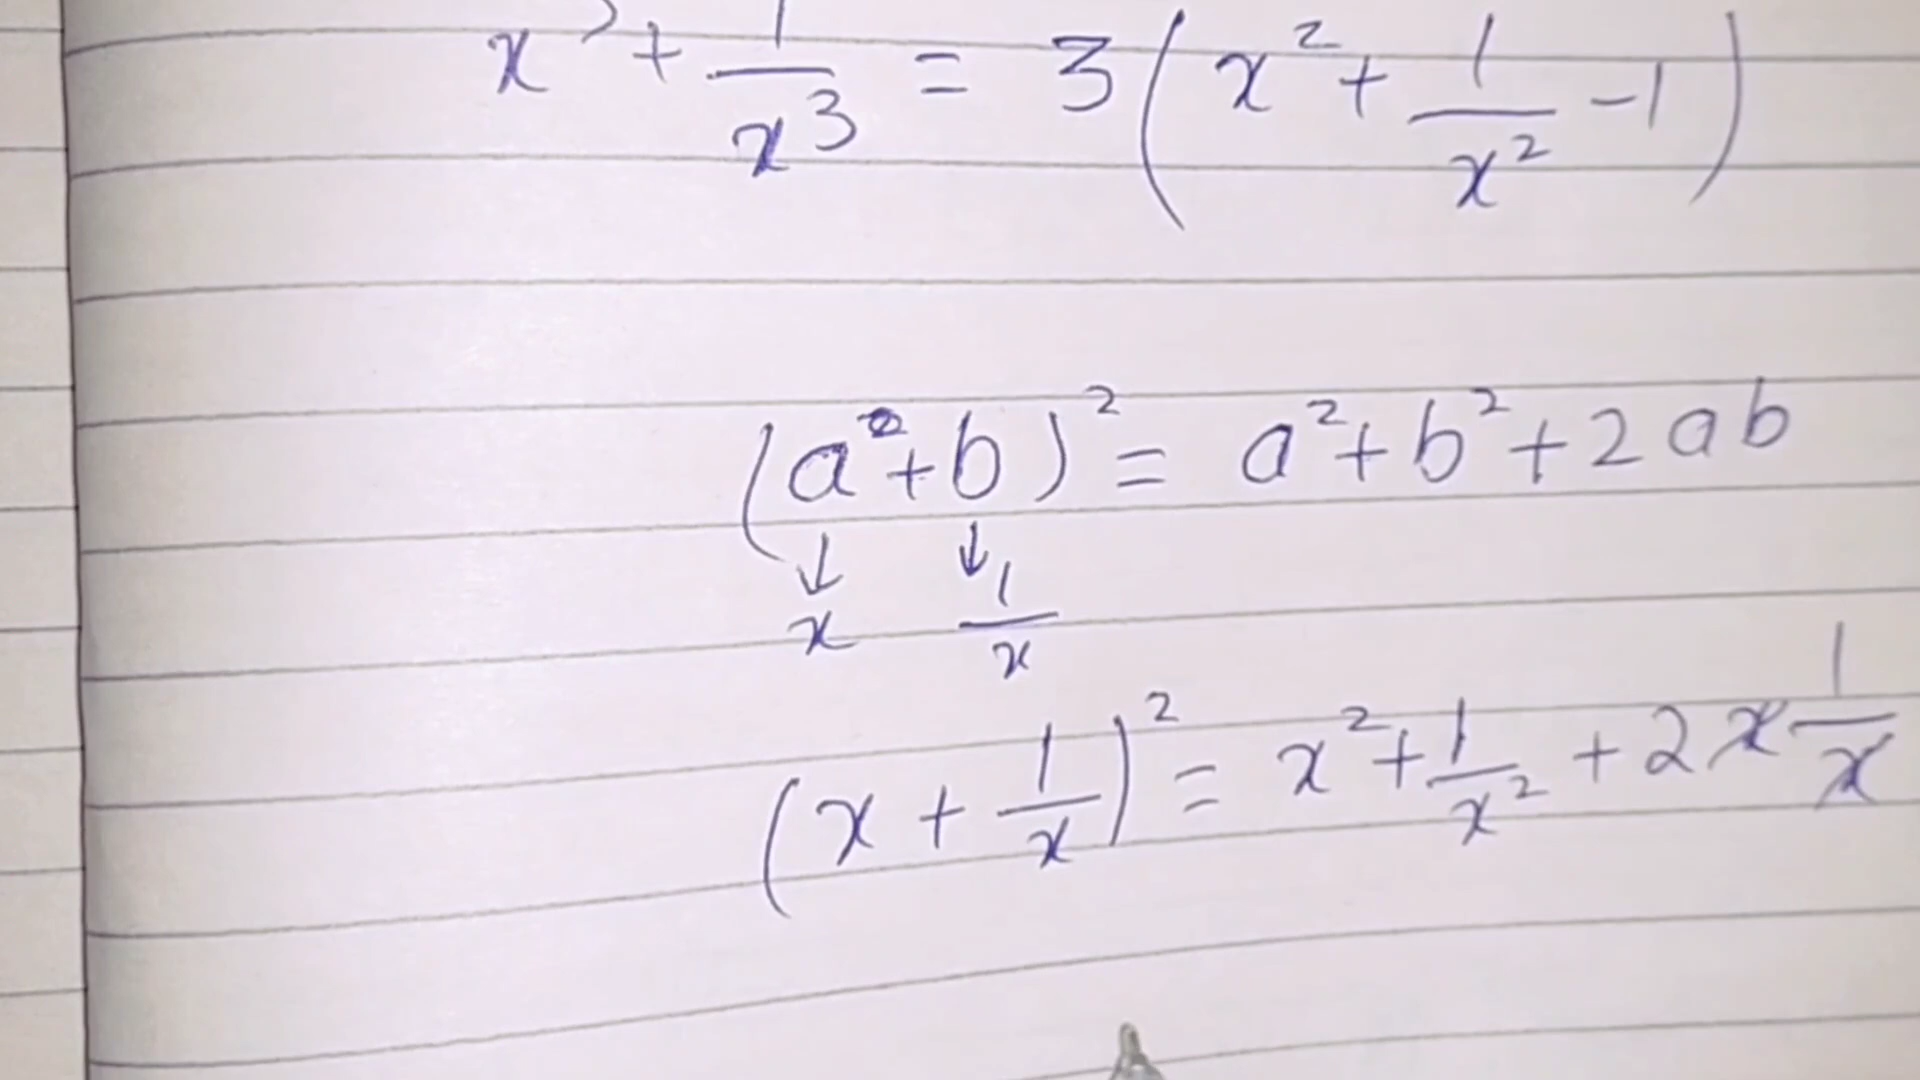 x³ + 1/x³ = 3(x² + 1/x² - 1)
(a + b)² = a² + b² + 2ab
↓ ↓
x 1/x
(x + 1/x)² = x² + 1/x² + 2x 1/x